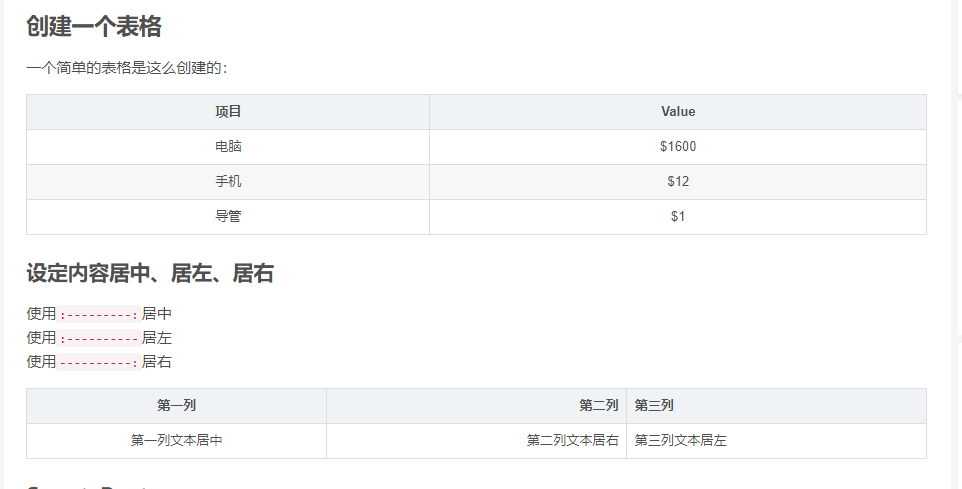 创建一个表格
一个简单的表格是这么创建的：
项目 Value
电脑 $1600
手机 $12
导管 $1
设定内容居中、居左、居右
使用:---------:居中
使用:----------居左
使用----------:居右
第一列 第二列 第三列
第一列文本居中 第二列文本居右 第三列文本居左